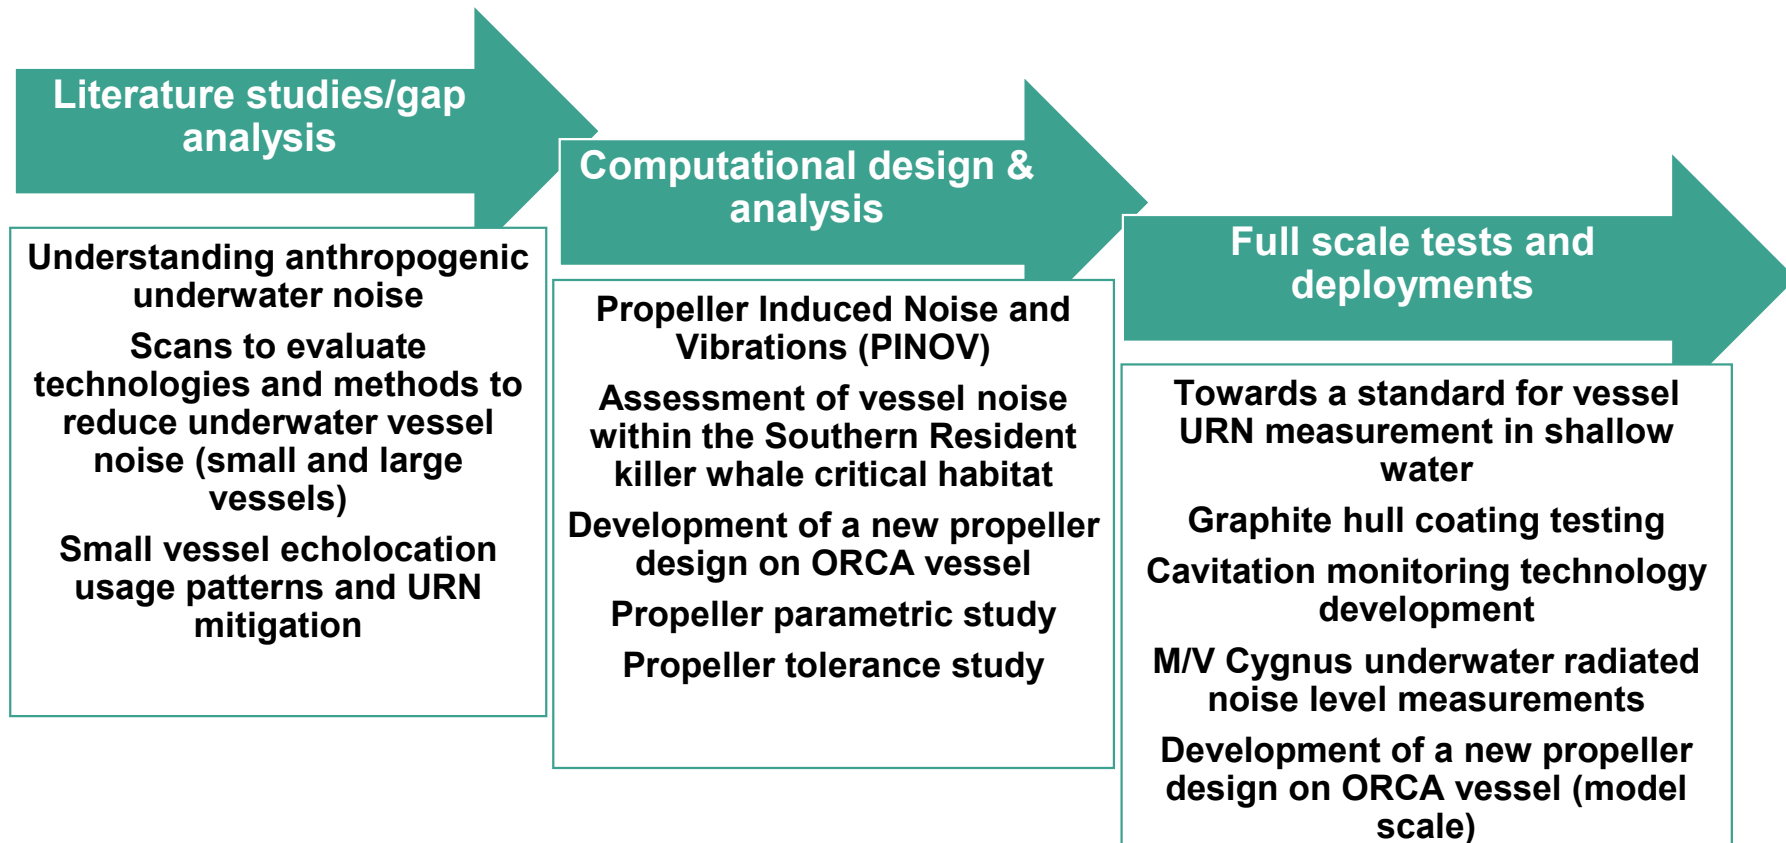 Literature studies/gap
analysis
Understanding anthropogenic
underwater noise
Scans to evaluate
technologies and methods to
reduce underwater vessel
noise (small and large
vessels)
Small vessel echolocation
usage patterns and URN
mitigation
Computational design &
analysis
Propeller Induced Noise and
Vibrations (PINOV)
Assessment of vessel noise
within the Southern Resident
killer whale critical habitat
Development of a new propeller
design on ORCA vessel
Propeller parametric study
Propeller tolerance study
Full scale tests and
deployments
Towards a standard for vessel
URN measurement in shallow
water
Graphite hull coating testing
Cavitation monitoring technology
development
M/V Cygnus underwater radiated
noise level measurements
Development of a new propeller
design on ORCA vessel (model
scale)